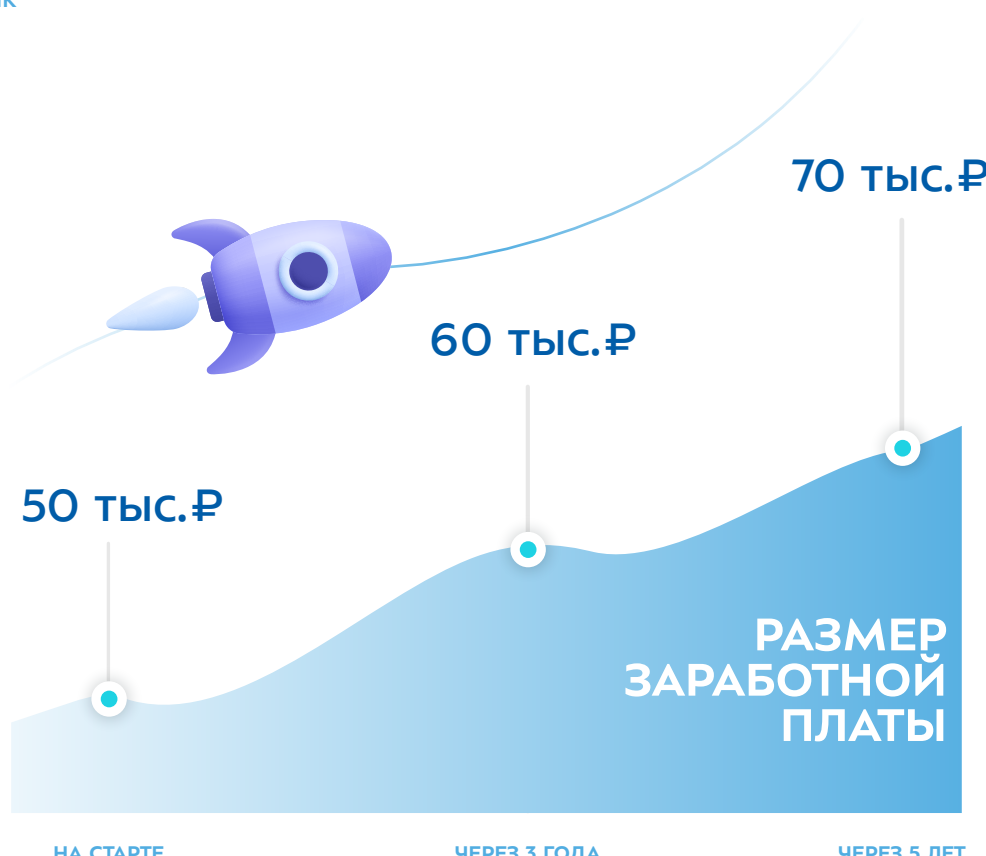 70 тыс.₽
60 тыс.₽
50 тыс.₽
РАЗМЕР
ЗАРАБОТНОЙ
ПЛАТЫ
НА СТАРТЕ
ЧЕРЕЗ 3 ГОДА
ЧЕРЕЗ 5 ЛЕТ